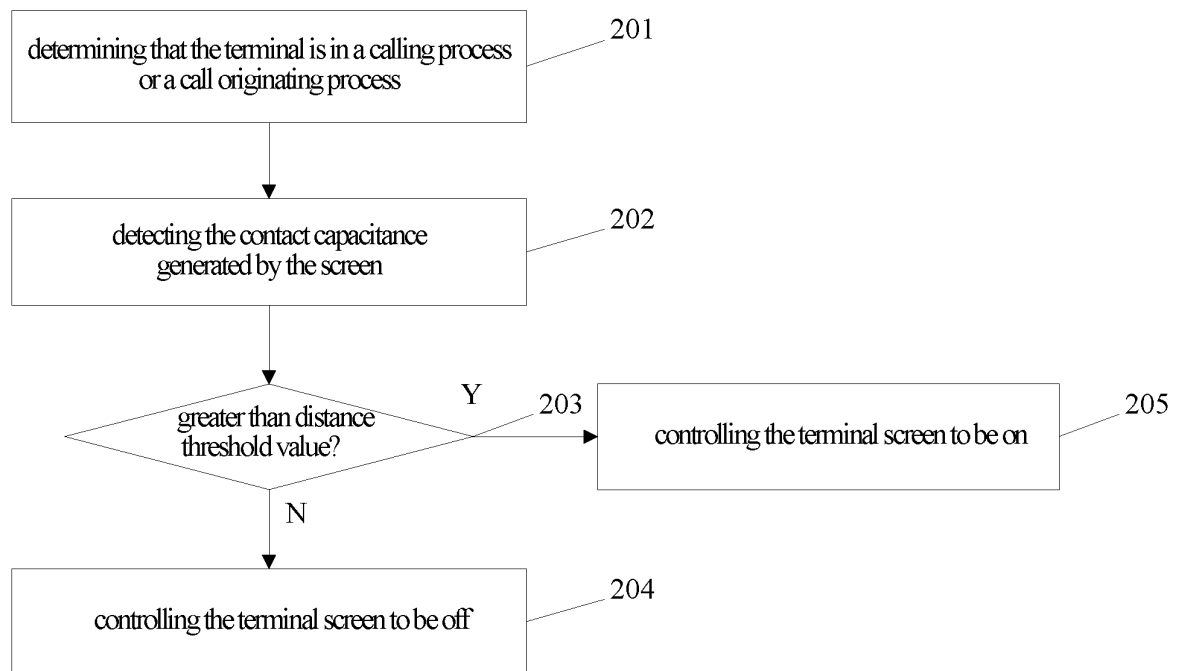 determining that the terminal is in a calling process
or a call originating process
201
detecting the contact capacitance
generated by the screen
202
greater than distance
threshold value?
Y
203
controlling the terminal screen to be on
205
N
controlling the terminal screen to be off
204